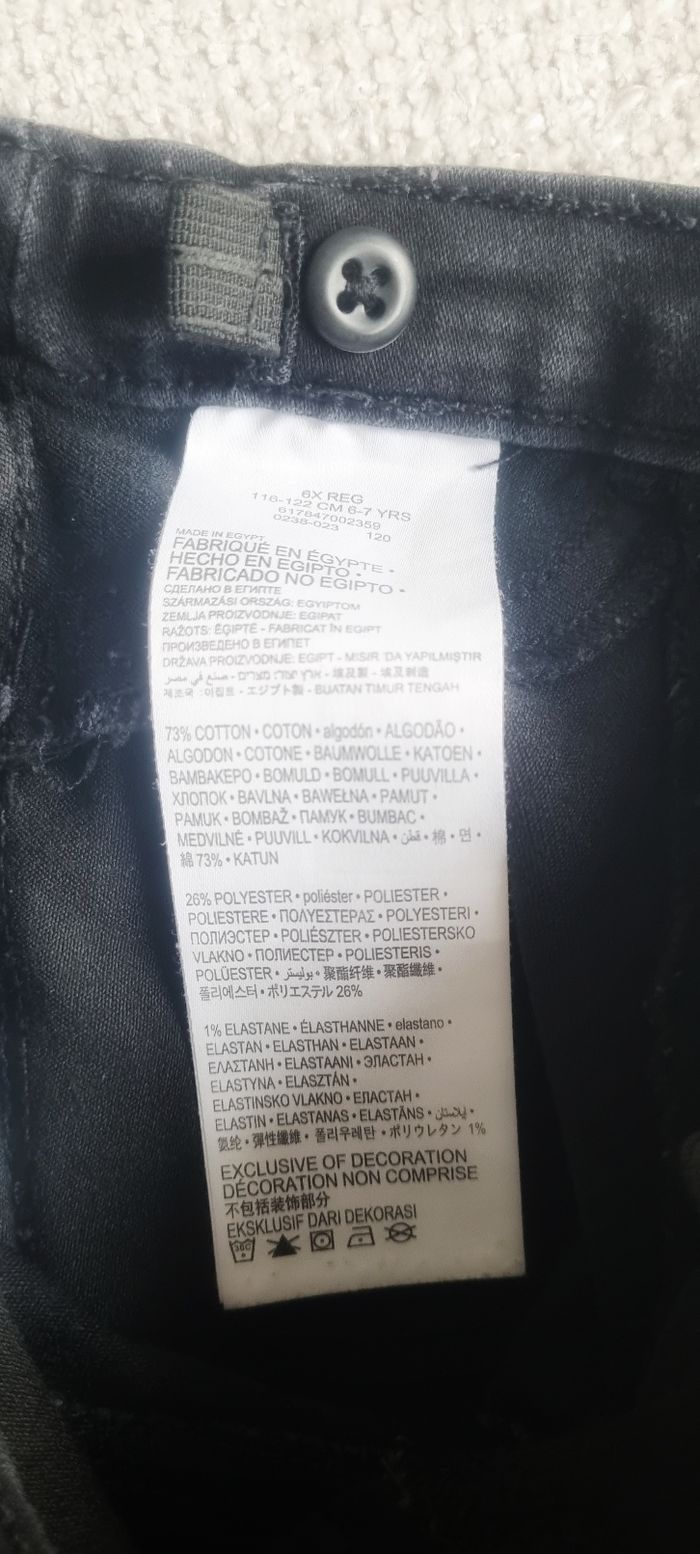 6X REG
116-122 CM 6-7 YRS
617847002359
0238-023 120
MADE IN EGYPT
FABRIQUÉ EN ÉGYPTE •
HECHO EN EGIPTO •
FABRICADO NO EGIPTO •
СДЕЛАНО В ЕГИПТЕ
SZÁRMAZÁSI ORSZÁG: EGYIPTOM
ZEMLJA PROIZVODNJE: EGIPAT
RAŽOTS: ĒĢIPTĒ - FABRICAT ÎN EGIPT
ПРОИЗВЕДЕНО В ЕГИПЕТ
DRŽAVA PROIZVODNJE: EGIPT - MISIR 'DA YAPILMIŞTIR
صنع في مصر - 埃及製 - 埃及制造
제조국 :이집트 - エジプト製 - BUATAN TIMUR TENGAH
73% COTTON • COTON • algodón • ALGODÃO •
ALGODON • COTONE • BAUMWOLLE • KATOEN •
ΒΑΜΒΑΚΕΡΟ • BOMULD • BOMULL • PUUVILLA •
ХЛОПОК • BAVLNA • BAWEŁNA • PAMUT •
PAMUK • BOMBAŽ • ПАМУК • BUMBAC •
MEDVILNĖ • PUUVILL • KOKVILNA • قطن • 棉 • 면 •
綿 73% • KATUN
26% POLYESTER • poliéster • POLIESTER •
POLIESTERE • ΠΟΛΥΕΣΤΕΡΑΣ • POLYESTERI •
ПОЛИЭСТЕР • POLIÉSZTER • POLIESTERSKO
VLAKNO • ПОЛИЕСТЕР • POLIESTERIS •
POLÜESTER • بوليستر • 聚酯纤维 • 聚酯纖維 •
폴리에스터 • ポリエステル 26%
1% ELASTANE • ÉLASTHANNE • elastano •
ELASTAN • ELASTHAN • ELASTAAN •
ΕΛΑΣΤΑΝΗ • ELASTAANI • ЭЛАСТАН •
ELASTYNA • ELASZTÁN •
ELASTINSKO VLAKNO • ЕЛАСТАН •
ELASTIN • ELASTANAS • ELASTĀNS • إيلاستان •
氨纶 • 彈性纖維 • 폴리우레탄 • ポリウレタン 1%
EXCLUSIVE OF DECORATION
DÉCORATION NON COMPRISE
不包括装饰部分
EKSKLUSIF DARI DEKORASI